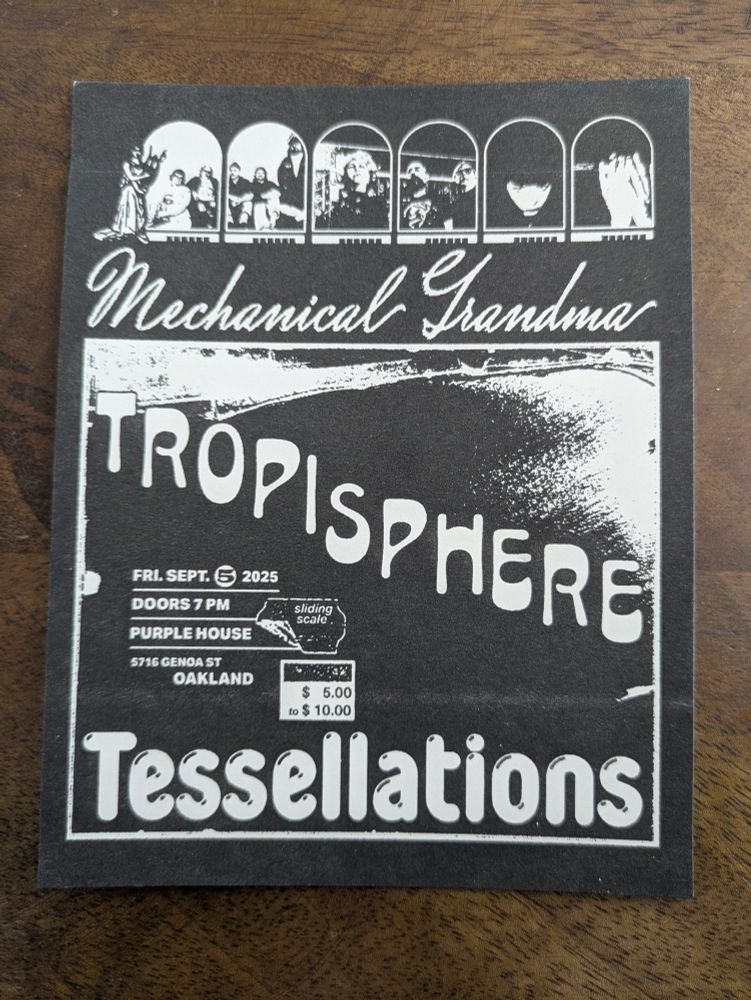 Mechanical Grandma
TROPISPHERE
FRI. SEPT. 5 2025
DOORS 7 PM
PURPLE HOUSE
5716 GENOA ST
OAKLAND
sliding
scale
$ 5.00
to $ 10.00
Tessellations